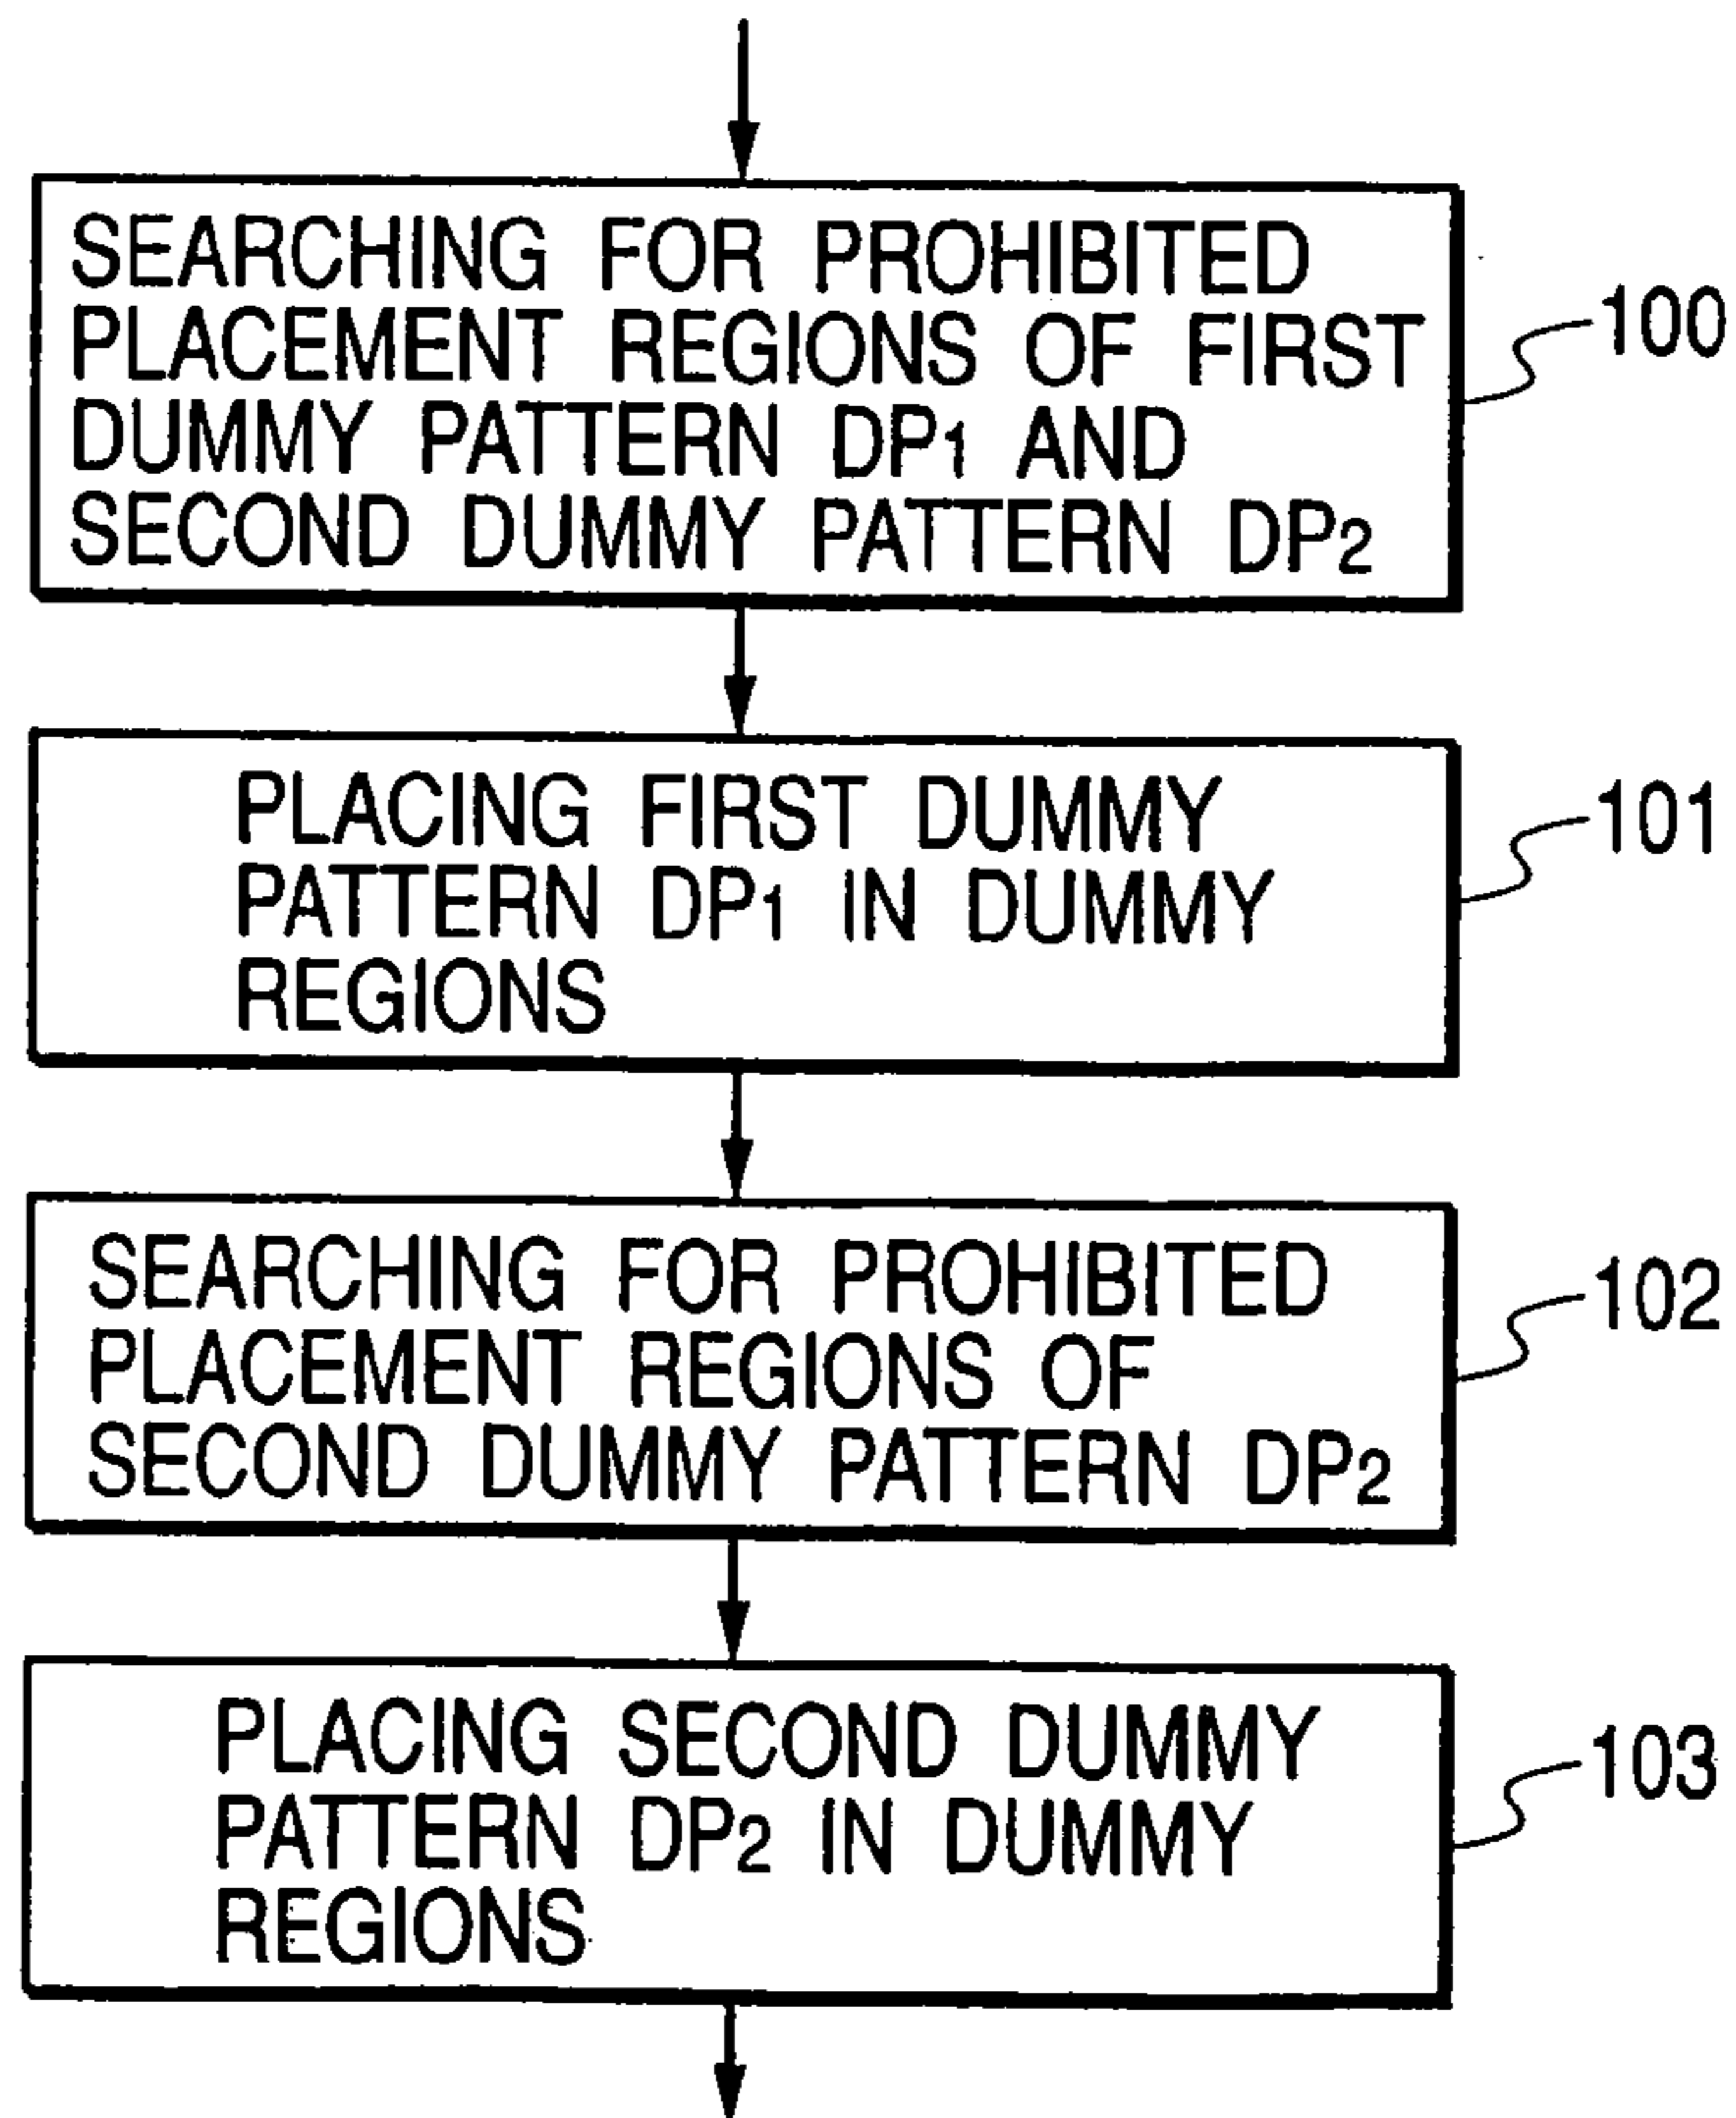 SEARCHING FOR PROHIBITED
PLACEMENT REGIONS OF FIRST
DUMMY PATTERN DP1 AND
SECOND DUMMY PATTERN DP2
100
PLACING FIRST DUMMY
PATTERN DP1 IN DUMMY
REGIONS
101
SEARCHING FOR PROHIBITED
PLACEMENT REGIONS OF
SECOND DUMMY PATTERN DP2
102
PLACING SECOND DUMMY
PATTERN DP2 IN DUMMY
REGIONS
103